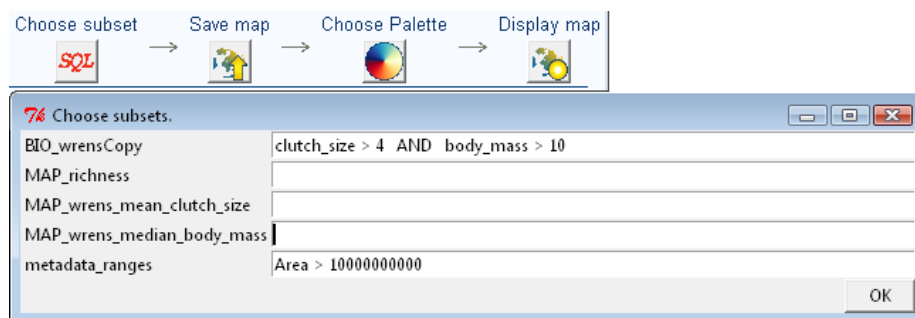 Choose subset Save map Choose Palette Display map
SQL
Choose subsets.
BIO_wrensCopy clutch_size > 4 AND body_mass > 10
MAP_richness
MAP_wrens_mean_clutch_size
MAP_wrens_median_body_mass
metadata_ranges Area > 10000000000
OK